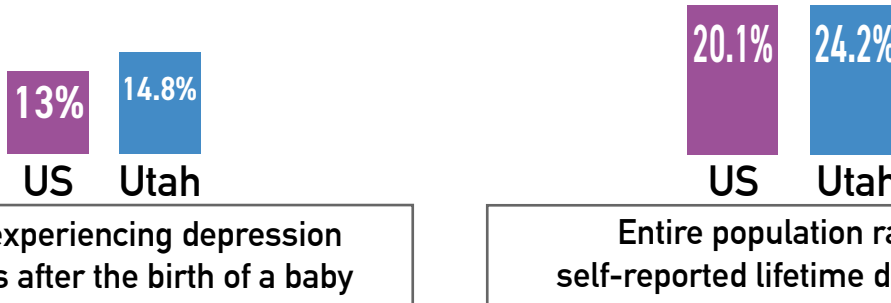 13%
14.8%
US
Utah
experiencing depression
after the birth of a baby
20.1%
24.2%
US
Utah
Entire population
self-reported lifetime